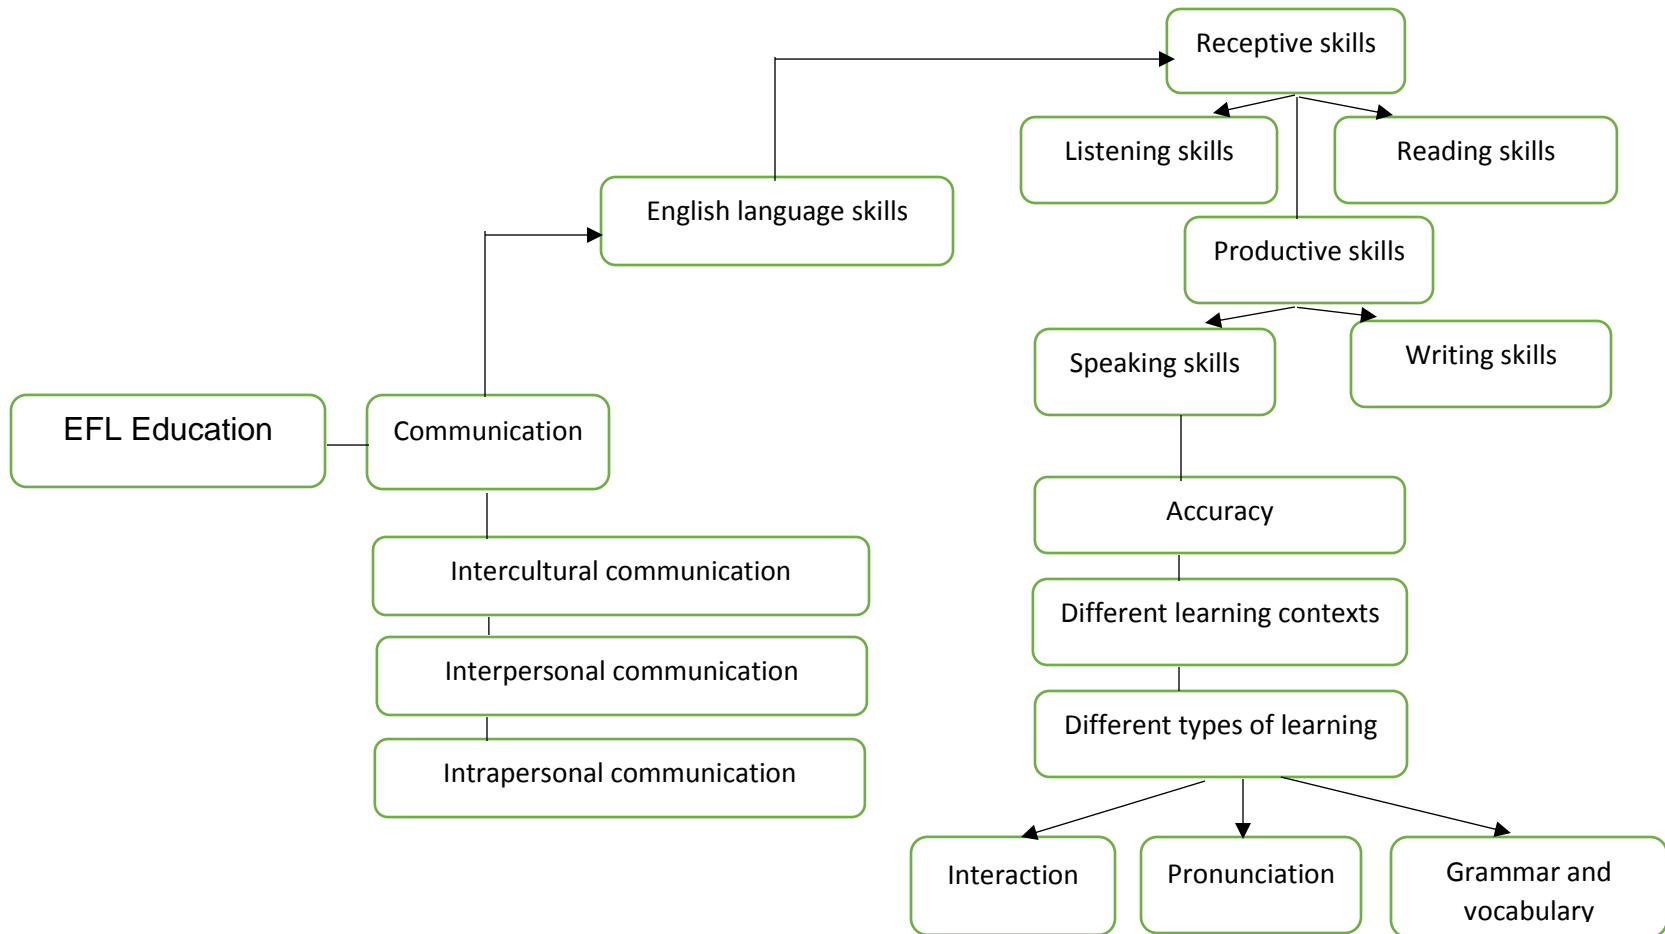 Receptive skills
Listening skills
Reading skills
English language skills
Productive skills
Speaking skills
Writing skills
EFL Education
Communication
Accuracy
Intercultural communication
Different learning contexts
Interpersonal communication
Different types of learning
Intrapersonal communication
Interaction
Pronunciation
Grammar and
vocabulary